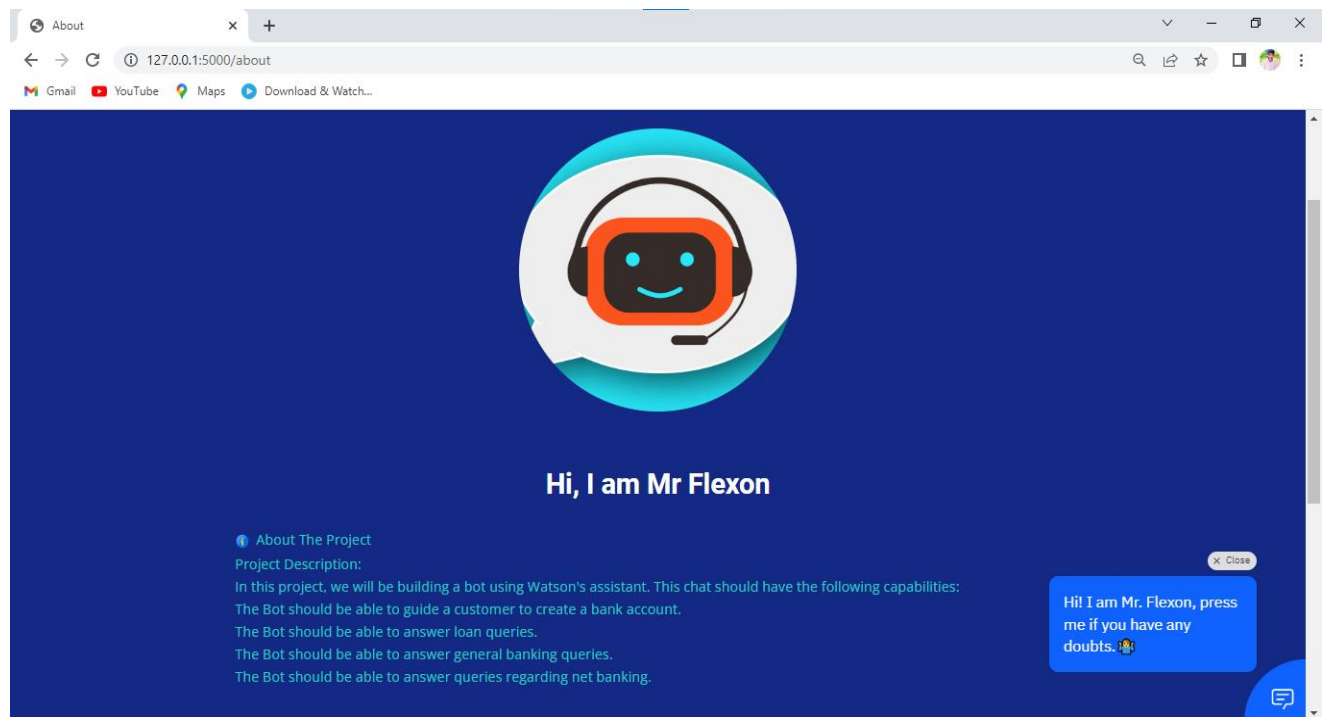 About
127.0.0.1:5000/about
Gmail YouTube Maps Download & Watch...
Hi, I am Mr Flexon
About The Project
Project Description:
In this project, we will be building a bot using Watson's assistant. This chat should have the following capabilities:
The Bot should be able to guide a customer to create a bank account.
The Bot should be able to answer loan queries.
The Bot should be able to answer general banking queries.
The Bot should be able to answer queries regarding net banking.
Close
Hi! I am Mr. Flexon, press
me if you have any
doubts.